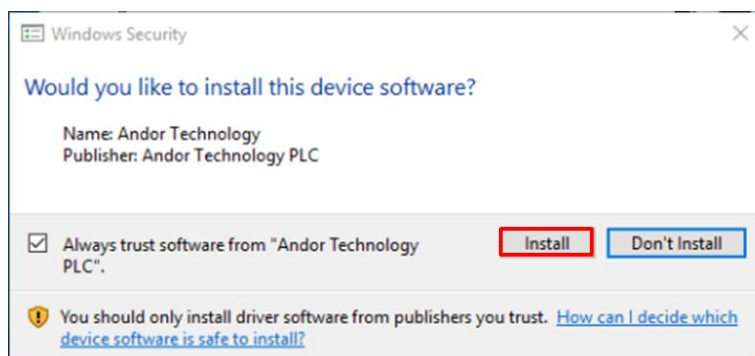 Windows Security
Would you like to install this device software?
Name: Andor Technology
Publisher: Andor Technology PLC
Always trust software from "Andor Technology
PLC".
Install
Don't Install
You should only install driver software from publishers you trust. How can I decide which
device software is safe to install?